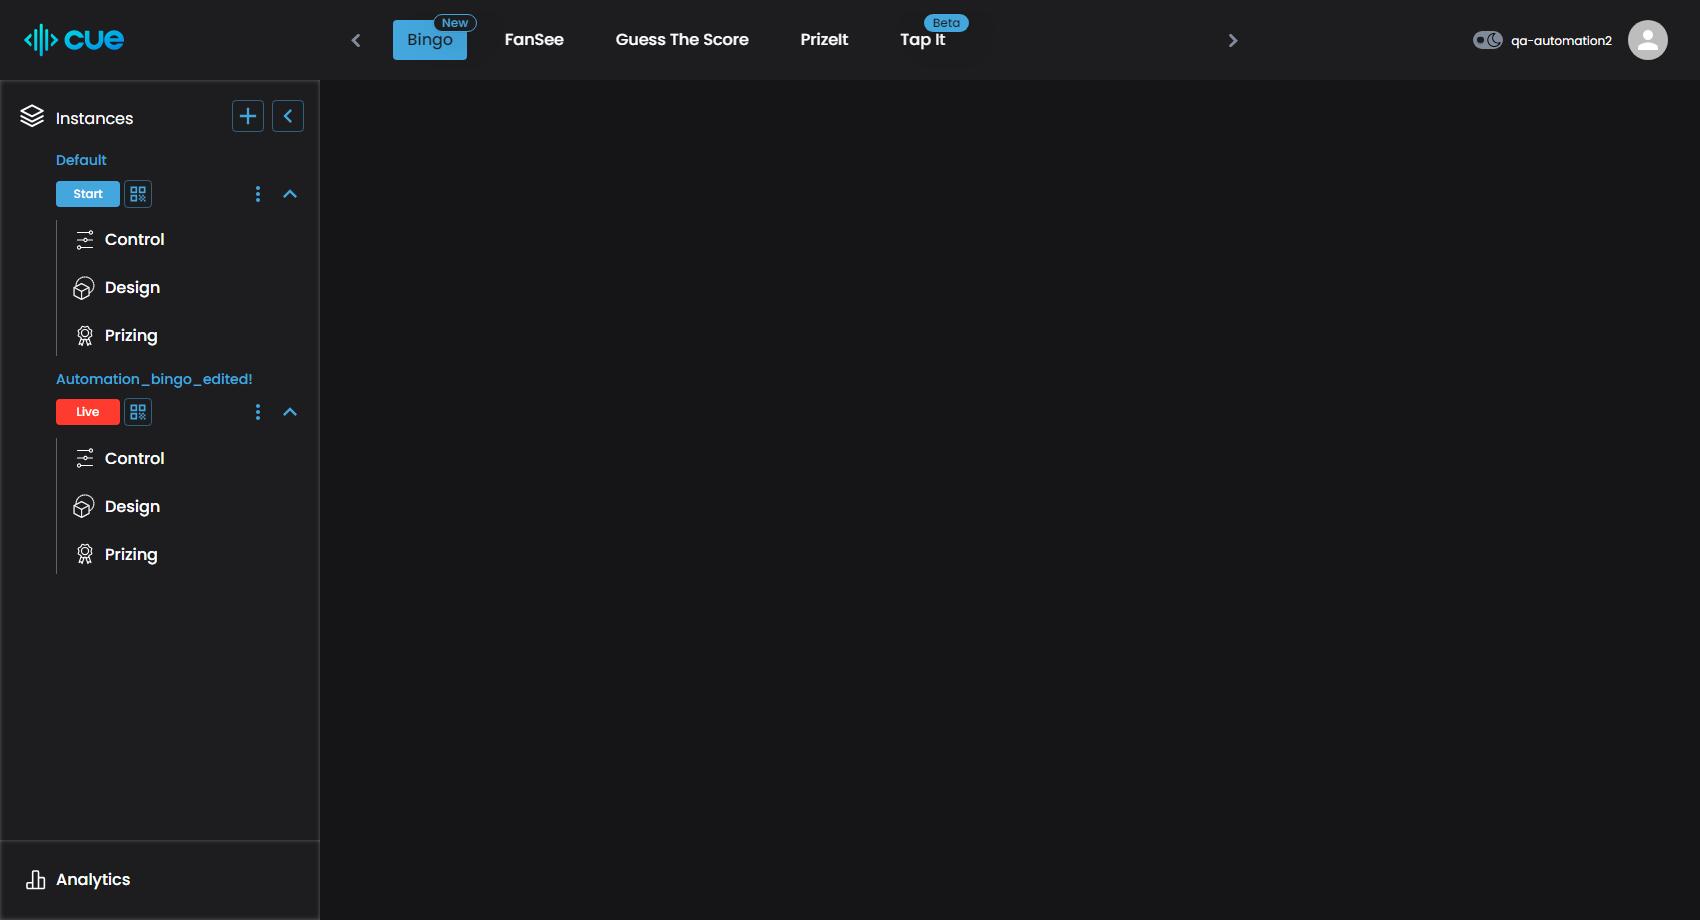 cue
Bingo
New
FanSee
Guess The Score
PrizeIt
Tap It
Beta
qa-automation2
Instances
Default
Start
Control
Design
Prizing
Automation_bingo_edited!
Live
Control
Design
Prizing
Analytics